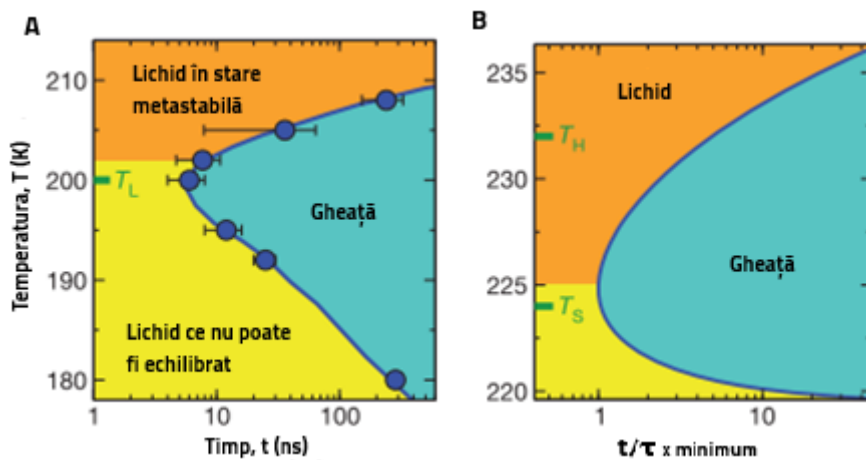 A
Lichid în stare
metastabilă
210
200
190
180
Temperatura, T (K)
T_L
Gheață
Lichid ce nu poate
fi echilibrat
1 10 100
Timp, t (ns)
B
235
230
225
220
Lichid
T_H
Gheață
T_S
1 10
t/τ x minimum